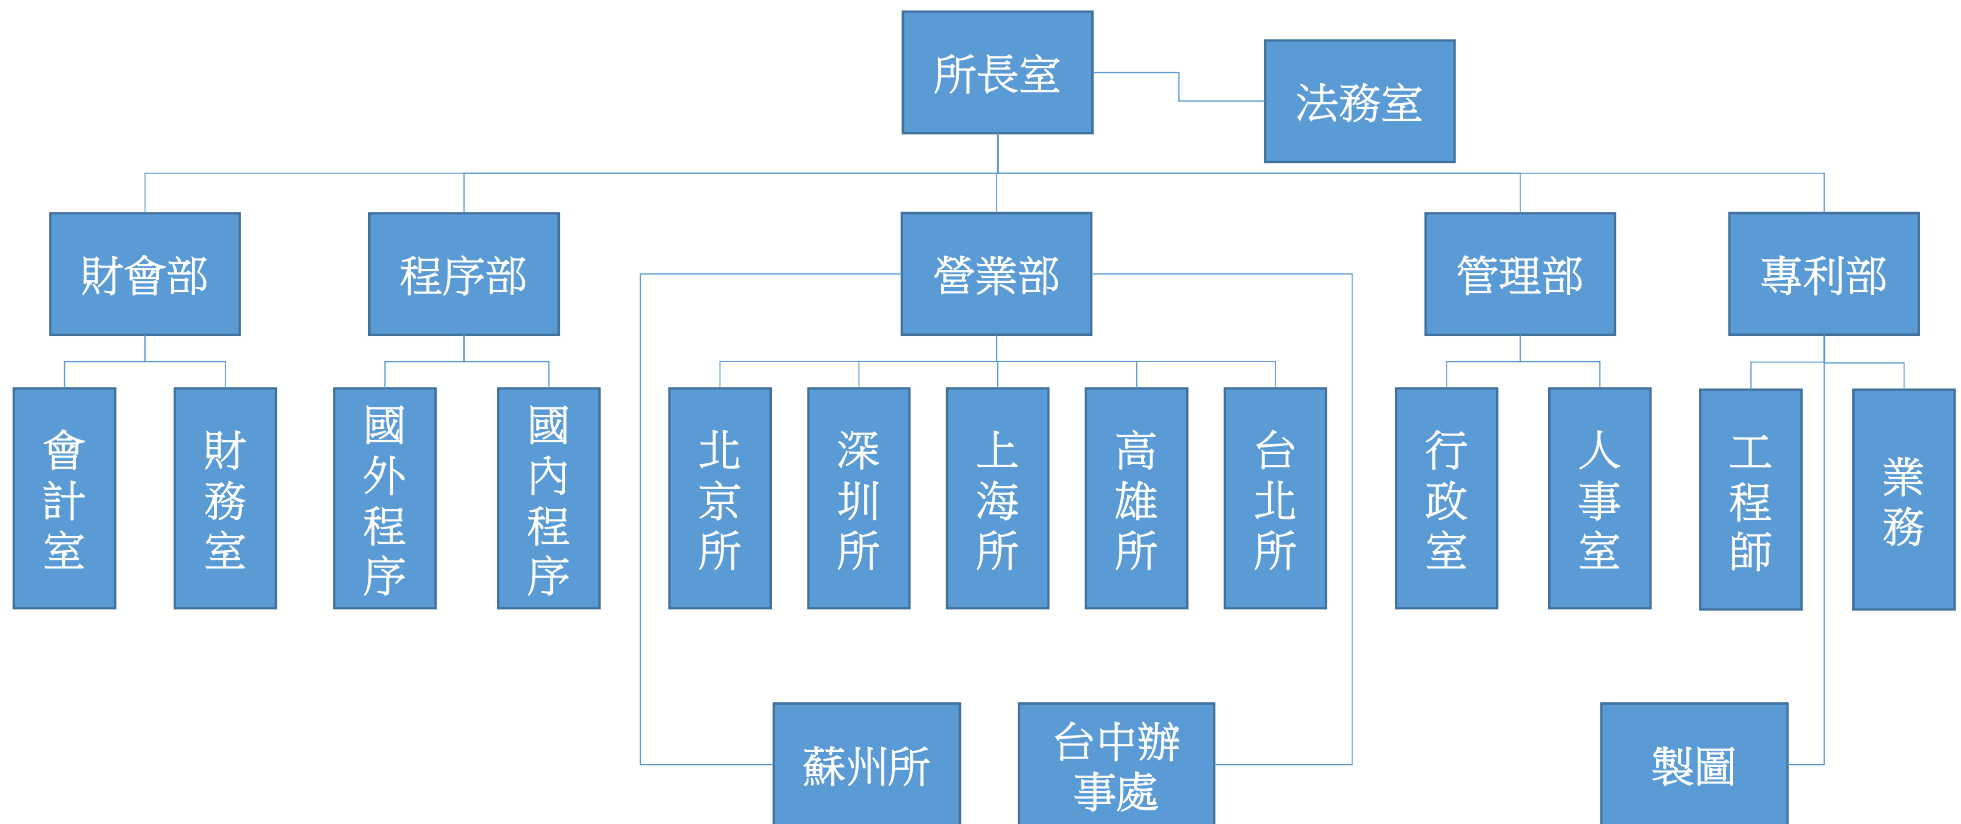 所長室
法務室
財會部
程序部
營業部
管理部
專利部
會計室
財務室
國外程序
國內程序
北京所
深圳所
上海所
高雄所
台北所
行政室
人事室
工程師
業務
蘇州所
台中辦
事處
製圖